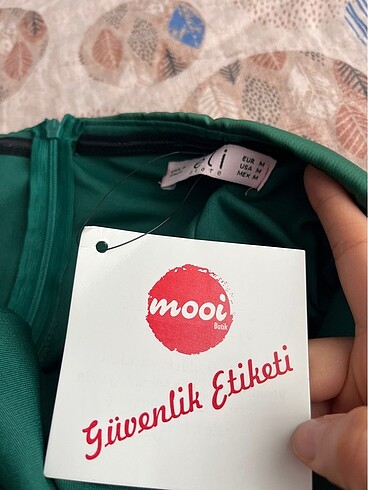 EUR M
USA M
MEX M
mooi
Butik
Güvenlik Etiketi